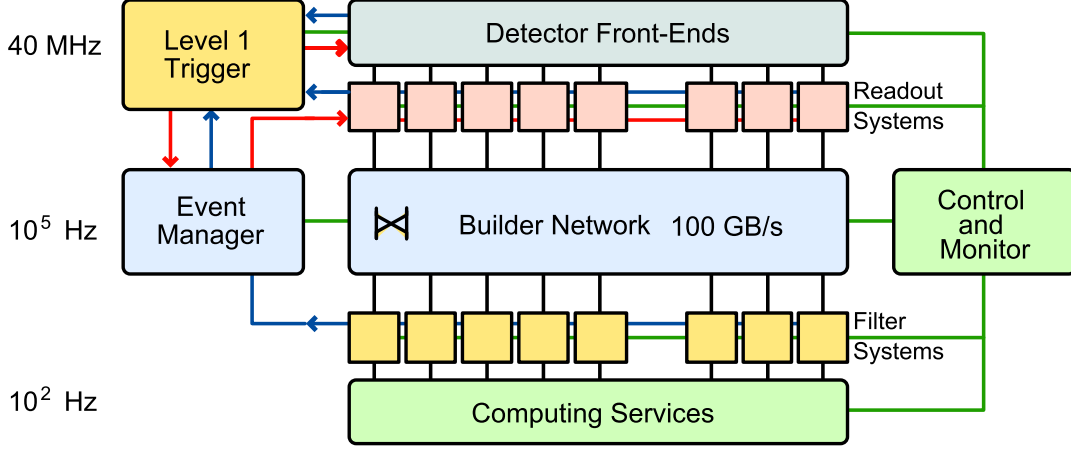 40 MHz
Level 1
Trigger
Detector Front-Ends
Readout
Systems
10⁵ Hz
Event
Manager
Builder Network 100 GB/s
Control
and
Monitor
Filter
Systems
10² Hz
Computing Services